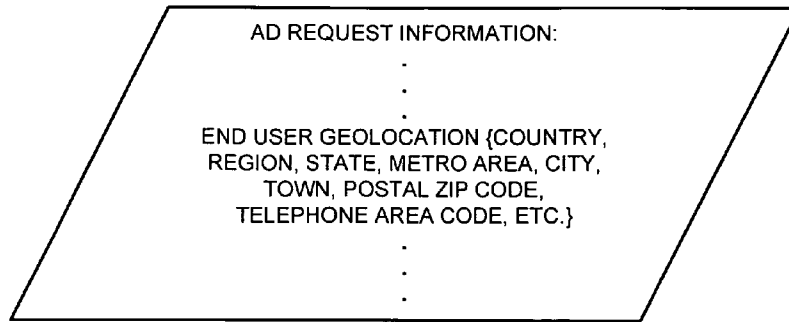 AD REQUEST INFORMATION:
.
.
.
END USER GEOLOCATION {COUNTRY,
REGION, STATE, METRO AREA, CITY,
TOWN, POSTAL ZIP CODE,
TELEPHONE AREA CODE, ETC.}
.
.
.